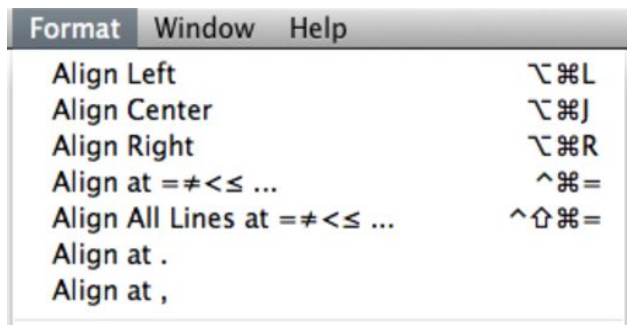 Format Window Help
Align Left ⌥⌘L
Align Center ⌥⌘J
Align Right ⌥⌘R
Align at =≠<≤ ... ^⌘=
Align All Lines at =≠<≤ ... ^⇧⌘=
Align at .
Align at ,